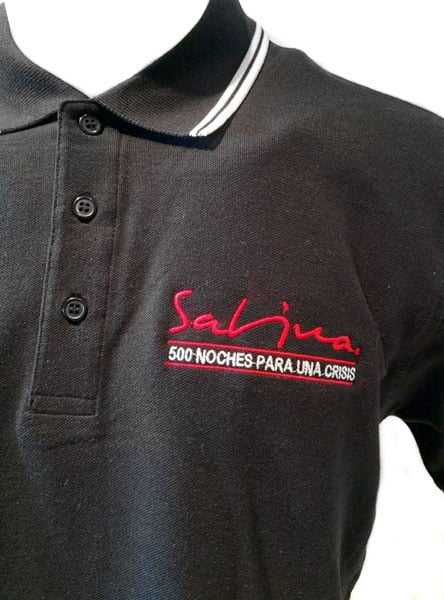 Sabina.
500 NOCHES PARA UNA CRISIS